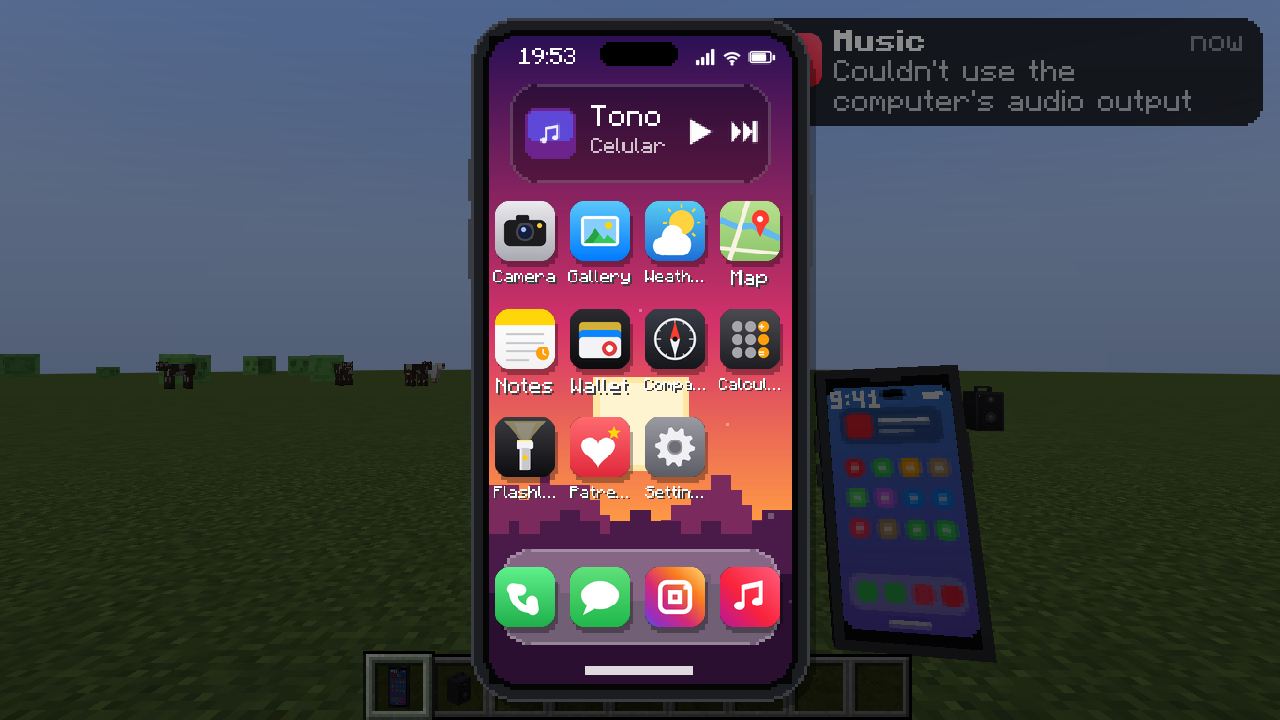 19:53
Music
now
Couldn't use the
computer's audio output
Tono
Celular
Camera
Gallery
Weath...
Map
Notes
Wallet
Compa...
Calcul...
9:41
Flashl...
Patre...
Settin...